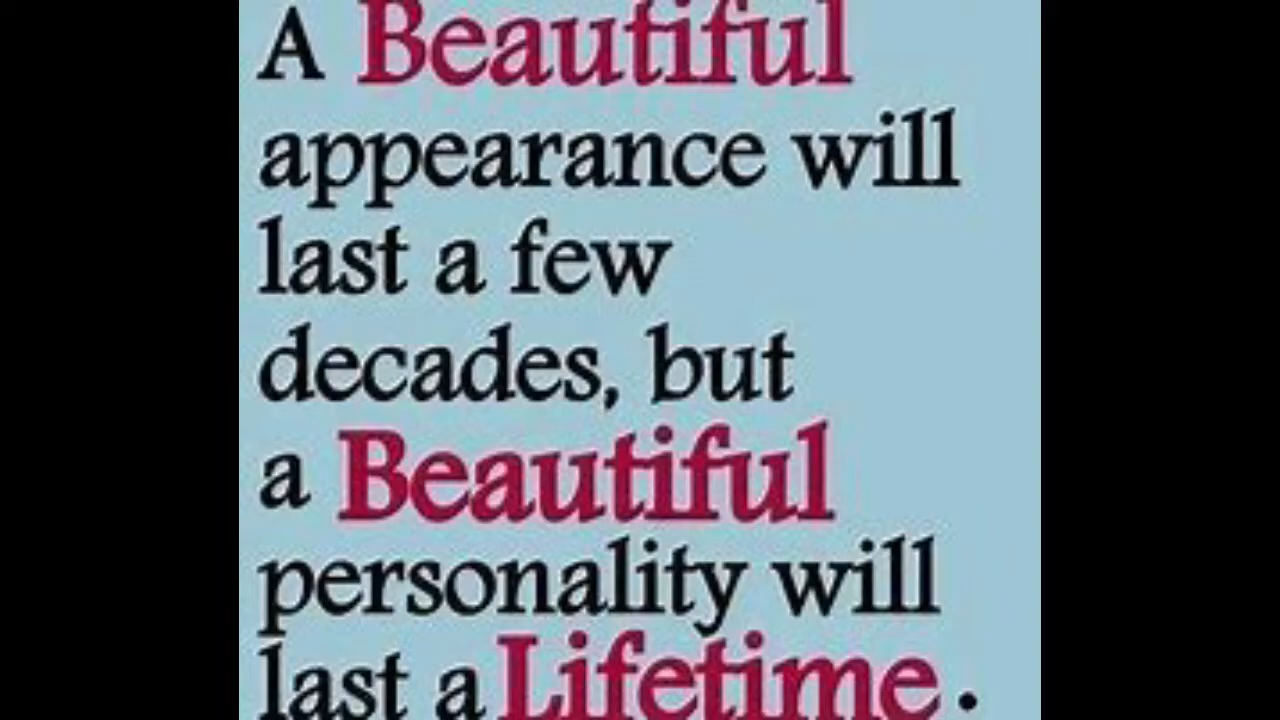 A Beautiful
appearance will
last a few
decades, but
a Beautiful
personality will
last a Lifetime.